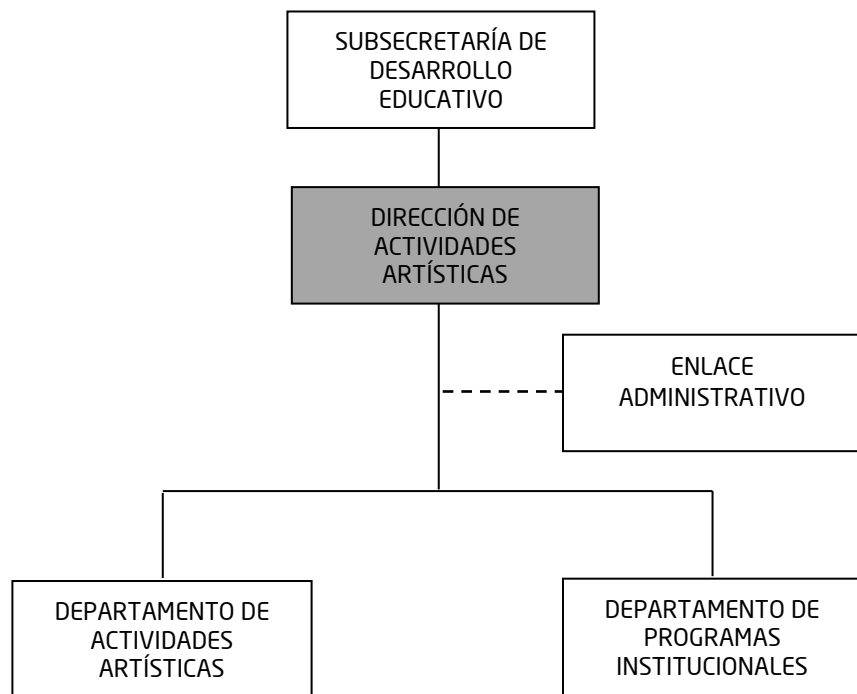 SUBSECRETARÍA DE
DESARROLLO
EDUCATIVO
DIRECCIÓN DE
ACTIVIDADES
ARTÍSTICAS
ENLACE
ADMINISTRATIVO
DEPARTAMENTO DE
ACTIVIDADES
ARTÍSTICAS
DEPARTAMENTO DE
PROGRAMAS
INSTITUCIONALES